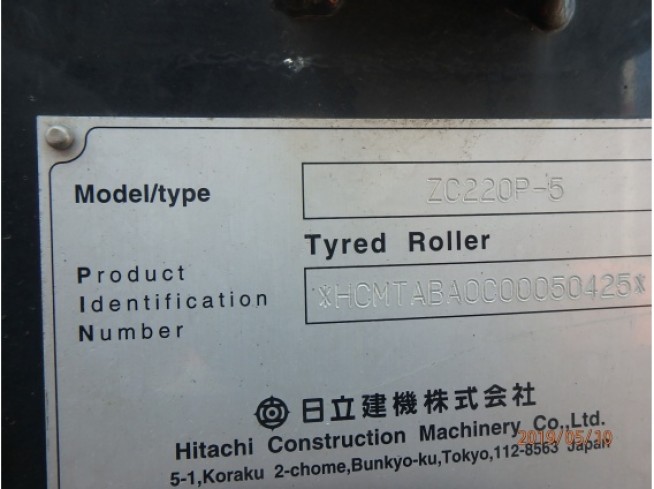 Model/type ZC220P-5
Tyred Roller
Product
Identification *HCMTABA0C00050425*
Number
日立建機株式会社
Hitachi Construction Machinery Co.,Ltd.
2019/05/10
5-1,Koraku 2-chome,Bunkyo-ku,Tokyo,112-8563 Japan